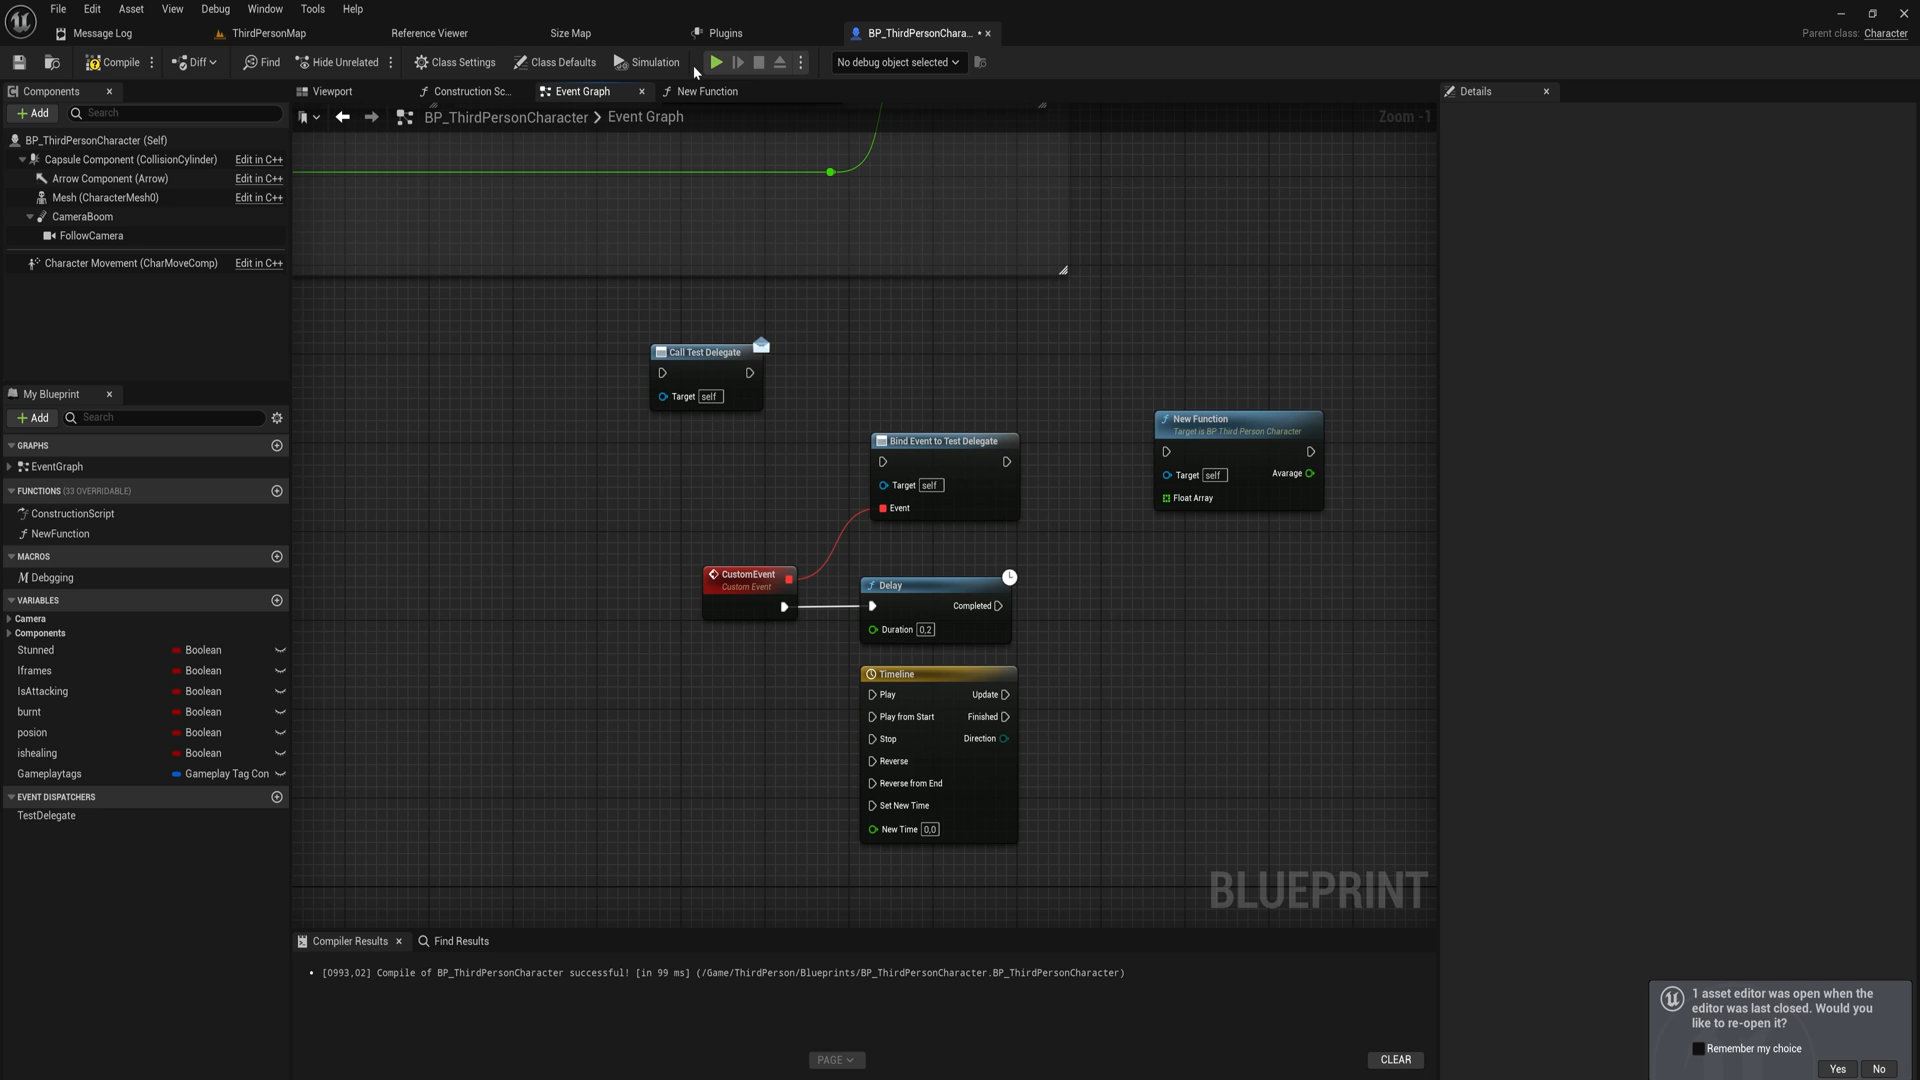 File Edit Asset View Debug Window Tools Help
Message Log ThirdPersonMap Reference Viewer Size Map Plugins BP_ThirdPersonChara... • Parent class: Character
Compile Diff Find Hide Unrelated Class Settings Class Defaults Simulation No debug object selected
Components
Add Search
BP_ThirdPersonCharacter (Self)
Capsule Component (CollisionCylinder) Edit in C++
Arrow Component (Arrow) Edit in C++
Mesh (CharacterMesh0) Edit in C++
CameraBoom
FollowCamera
Character Movement (CharMoveComp) Edit in C++
My Blueprint
Add Search
GRAPHS
EventGraph
FUNCTIONS (33 OVERRIDABLE)
ConstructionScript
NewFunction
MACROS
Debgging
VARIABLES
Camera
Components
Stunned Boolean
Iframes Boolean
IsAttacking Boolean
burnt Boolean
posion Boolean
ishealing Boolean
Gameplaytags Gameplay Tag Con
EVENT DISPATCHERS
TestDelegate
Viewport Construction Sc... Event Graph New Function
BP_ThirdPersonCharacter > Event Graph Zoom -1
Call Test Delegate
Target self
Bind Event to Test Delegate
Target self
Event
New Function
Target is BP Third Person Character
Target self Avarage
Float Array
CustomEvent
Custom Event
Delay
Completed
Duration 0,2
Timeline
Play Update
Play from Start Finished
Stop Direction
Reverse
Reverse from End
Set New Time
New Time 0,0
BLUEPRINT
Compiler Results Find Results
• [0993,02] Compile of BP_ThirdPersonCharacter successful! [in 99 ms] (/Game/ThirdPerson/Blueprints/BP_ThirdPersonCharacter.BP_ThirdPersonCharacter)
PAGE CLEAR
Details
1 asset editor was open when the
editor was last closed. Would you
like to re-open it?
Remember my choice
Yes No